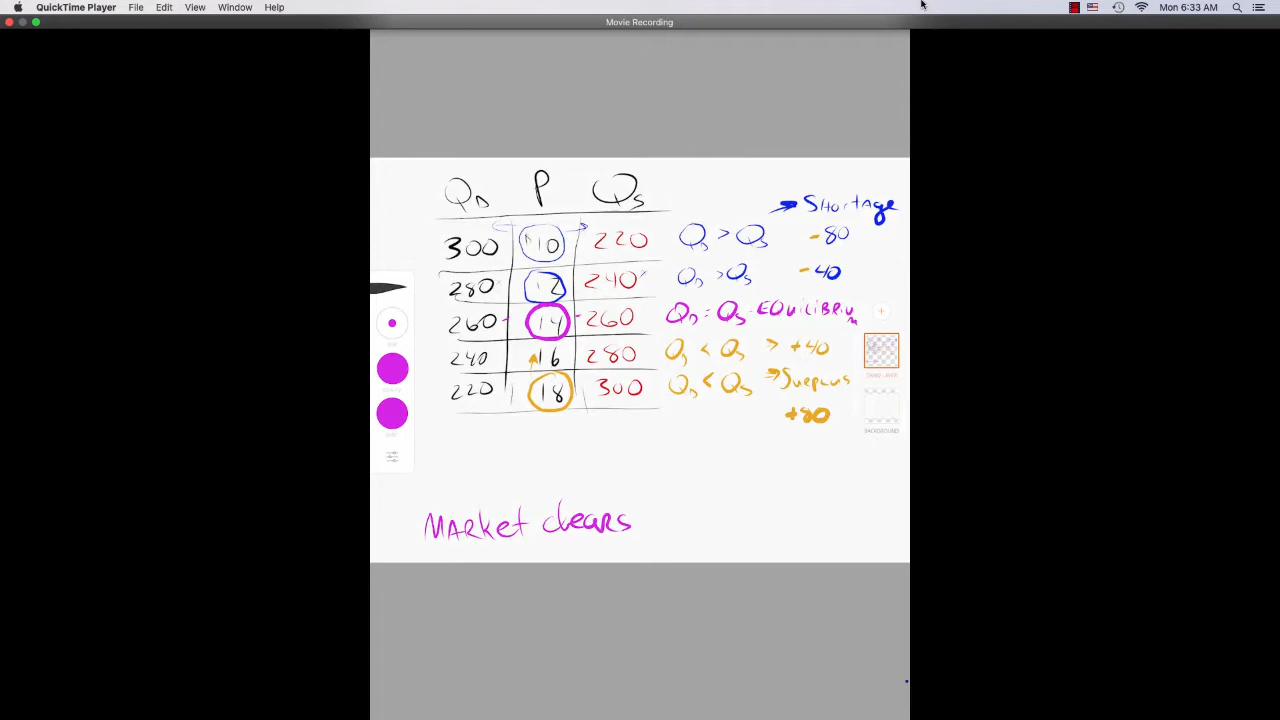 QuickTime Player File Edit View Window Help Mon 6:33 AM
Movie Recording
QD P QS
→ Shortage
300 10 220 QD > QS -80
280 12 240 QD > QS -40
260 14 260 QD = QS EQuiLiBRiUm
240 16 280 QD < QS > +40
220 18 300 QD < QS → Surplus
+80
BACKGROUND
MARket clears